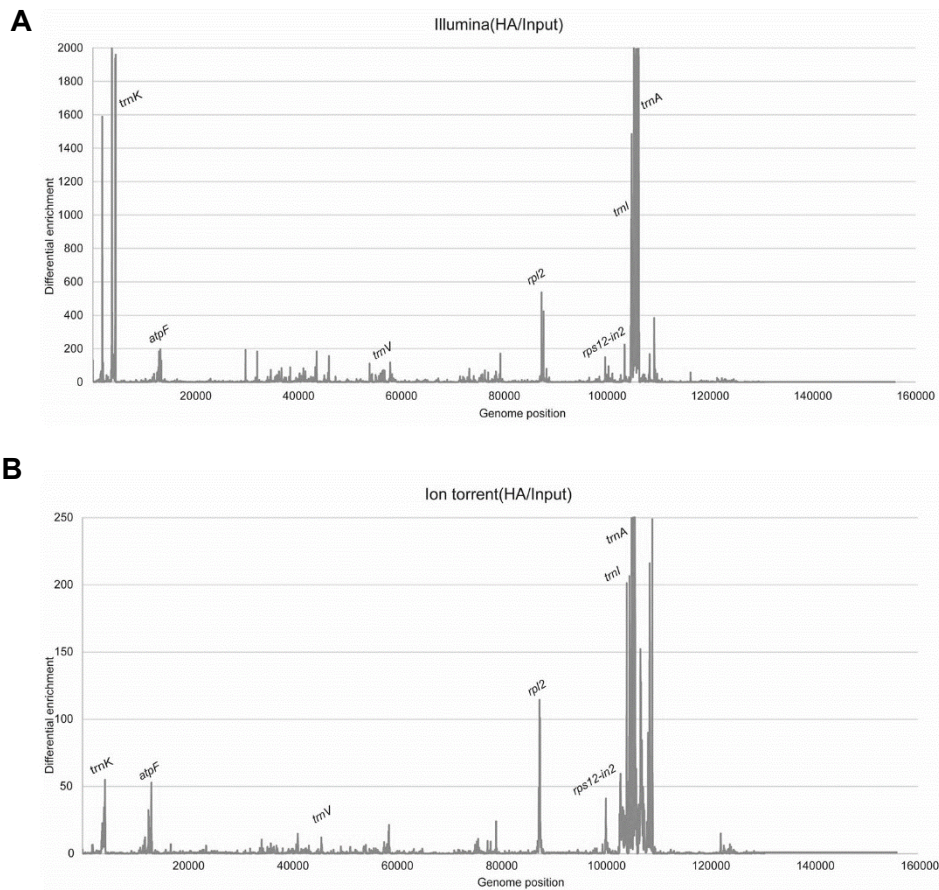 A
Illumina(HA/Input)
2000
1800
1600
1400
1200
1000
800
600
400
200
0
Differential enrichment
trnK
atpF
trnV
rpl2
rps12-in2
trnI
trnA
20000 40000 60000 80000 100000 120000 140000 160000
Genome position
B
Ion torrent(HA/Input)
250
200
150
100
50
0
Differential enrichment
trnK
atpF
trnV
rpl2
rps12-in2
trnI
trnA
20000 40000 60000 80000 100000 120000 140000 160000
Genome position